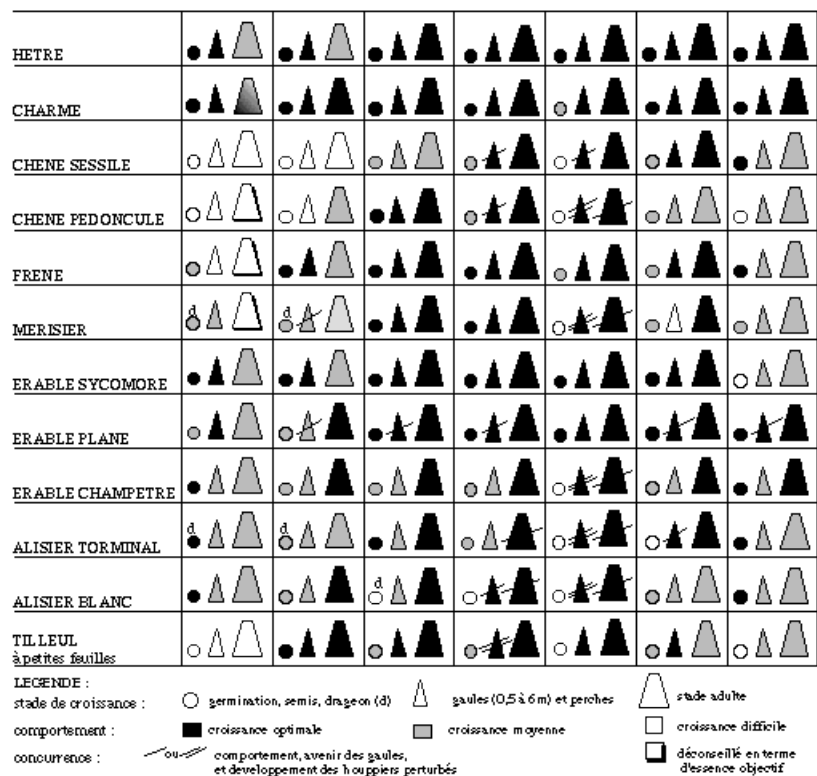 HETRE
CHARME
CHENE SESSILE
CHENE PEDONCULE
FRENE
d d
MERISIER
ERABLE SYCOMORE
ERABLE PLANE
ERABLE CHAMPETRE
d d
ALISIER TORMINAL
d
ALISIER BLANC
TILLEUL
à petites feuilles
LEGENDE :
stade de croissance : germination, semis, drageon (d) gaules (0,5 à 6m) et perches stade adulte
comportement : croissance optimale croissance moyenne croissance difficile
concurrence : ou comportement, avenir des gaules, déconseillé en terme
et developpement des houppiers perturbés d'essence objectif